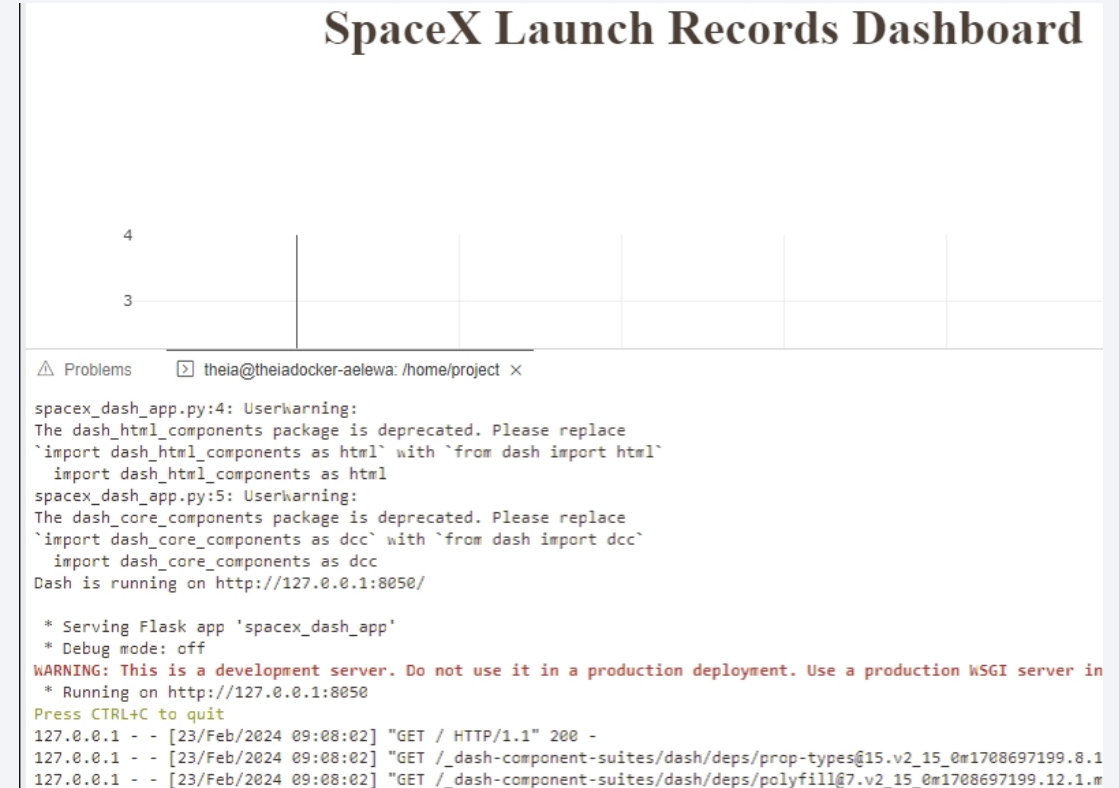 SpaceX Launch Records Dashboard
4
3
Problems
theia@theiadocker-aelewa: /home/project ×
spacex_dash_app.py:4: UserWarning:
The dash_html_components package is deprecated. Please replace
`import dash_html_components as html` with `from dash import html`
  import dash_html_components as html
spacex_dash_app.py:5: UserWarning:
The dash_core_components package is deprecated. Please replace
`import dash_core_components as dcc` with `from dash import dcc`
  import dash_core_components as dcc
Dash is running on http://127.0.0.1:8050/
 * Serving Flask app 'spacex_dash_app'
 * Debug mode: off
WARNING: This is a development server. Do not use it in a production deployment. Use a production WSGI server in
 * Running on http://127.0.0.1:8050
Press CTRL+C to quit
127.0.0.1 - - [23/Feb/2024 09:08:02] "GET / HTTP/1.1" 200 -
127.0.0.1 - - [23/Feb/2024 09:08:02] "GET /_dash-component-suites/dash/deps/prop-types@15.v2_15_0m1708697199.8.1
127.0.0.1 - - [23/Feb/2024 09:08:02] "GET /_dash-component-suites/dash/deps/polyfill@7.v2_15_0m1708697199.12.1.m